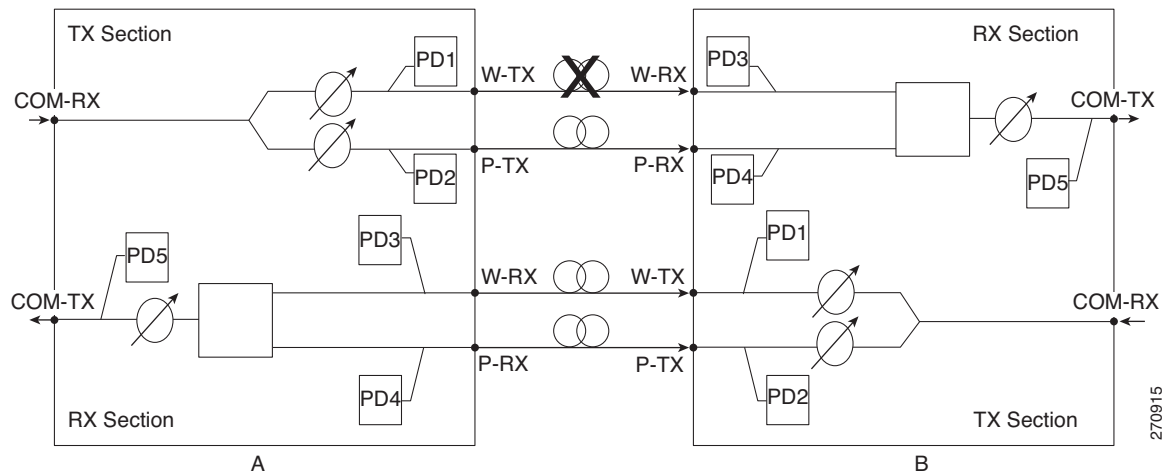 TX Section
RX Section
PD1
W-TX
W-RX
PD3
COM-RX
COM-TX
PD2
P-TX
P-RX
PD4
PD5
PD5
PD3
PD1
W-RX
W-TX
COM-TX
COM-RX
P-RX
P-TX
PD4
PD2
RX Section
TX Section
A
B
270915